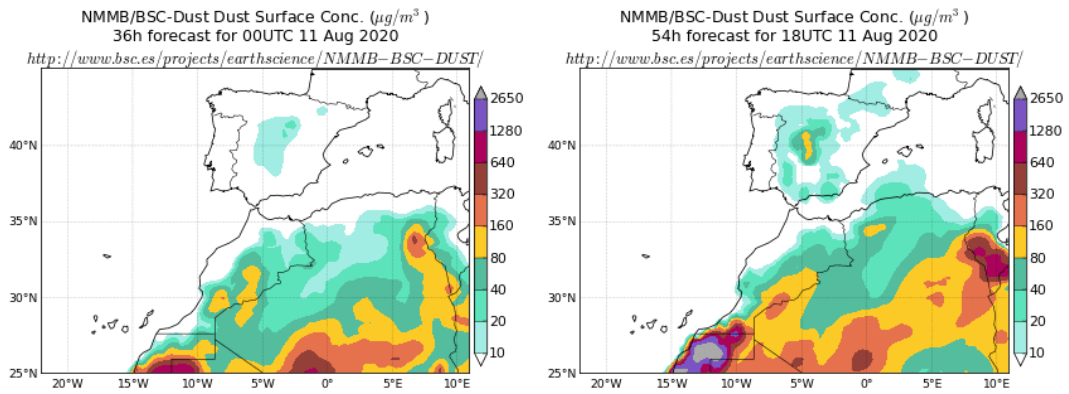 NMMB/BSC-Dust Dust Surface Conc. (μg/m³ )
36h forecast for 00UTC 11 Aug 2020
http://www.bsc.es/projects/earthscience/NMMB−BSC−DUST/
2650
1280
640
320
160
80
40
20
10
40°N
35°N
30°N
25°N
20°W
15°W
10°W
5°W
0°
5°E
10°E
NMMB/BSC-Dust Dust Surface Conc. (μg/m³ )
54h forecast for 18UTC 11 Aug 2020
http://www.bsc.es/projects/earthscience/NMMB−BSC−DUST/
2650
1280
640
320
160
80
40
20
10
40°N
35°N
30°N
25°N
20°W
15°W
10°W
5°W
0°
5°E
10°E